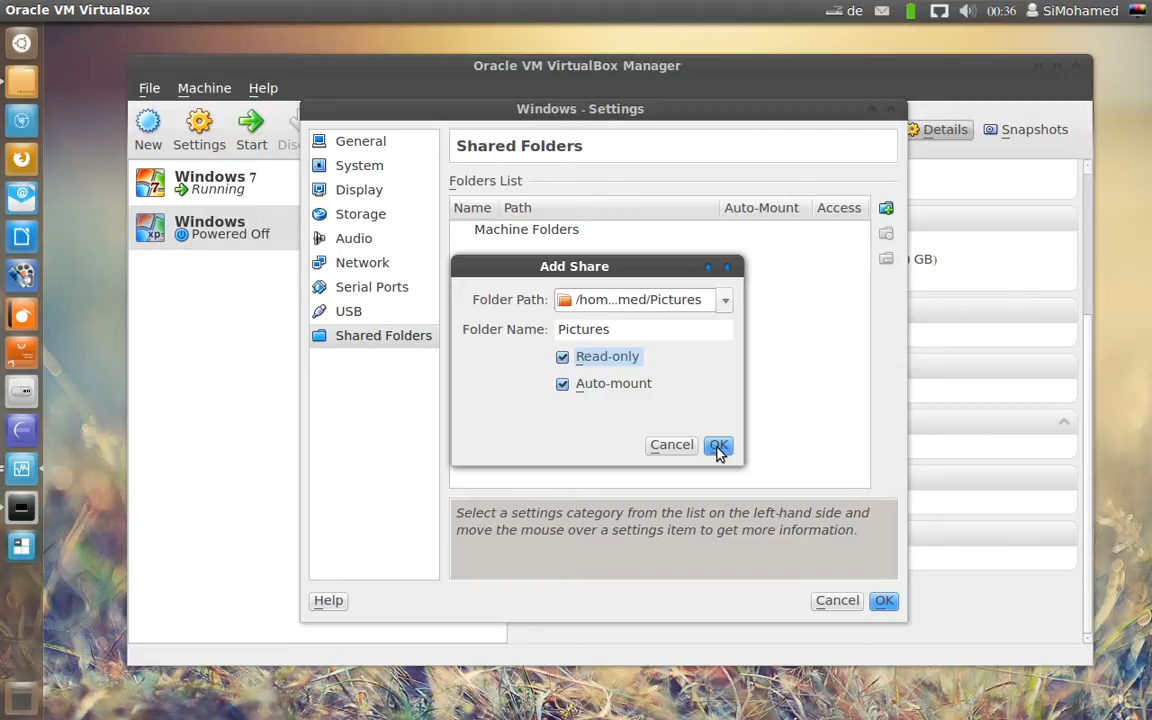 Oracle VM VirtualBox
de
00:36
SiMohamed
Oracle VM VirtualBox Manager
File Machine Help
New Settings Start Disc
Details Snapshots
Windows 7
Running
Windows
Powered Off
7
xp
GB)
Windows - Settings
General
System
Display
Storage
Audio
Network
Serial Ports
USB
Shared Folders
Shared Folders
Folders List
Name Path Auto-Mount Access
Machine Folders
Add Share
Folder Path: /hom...med/Pictures
Folder Name: Pictures
Read-only
Auto-mount
Cancel OK
Select a settings category from the list on the left-hand side and
move the mouse over a settings item to get more information.
Help Cancel OK